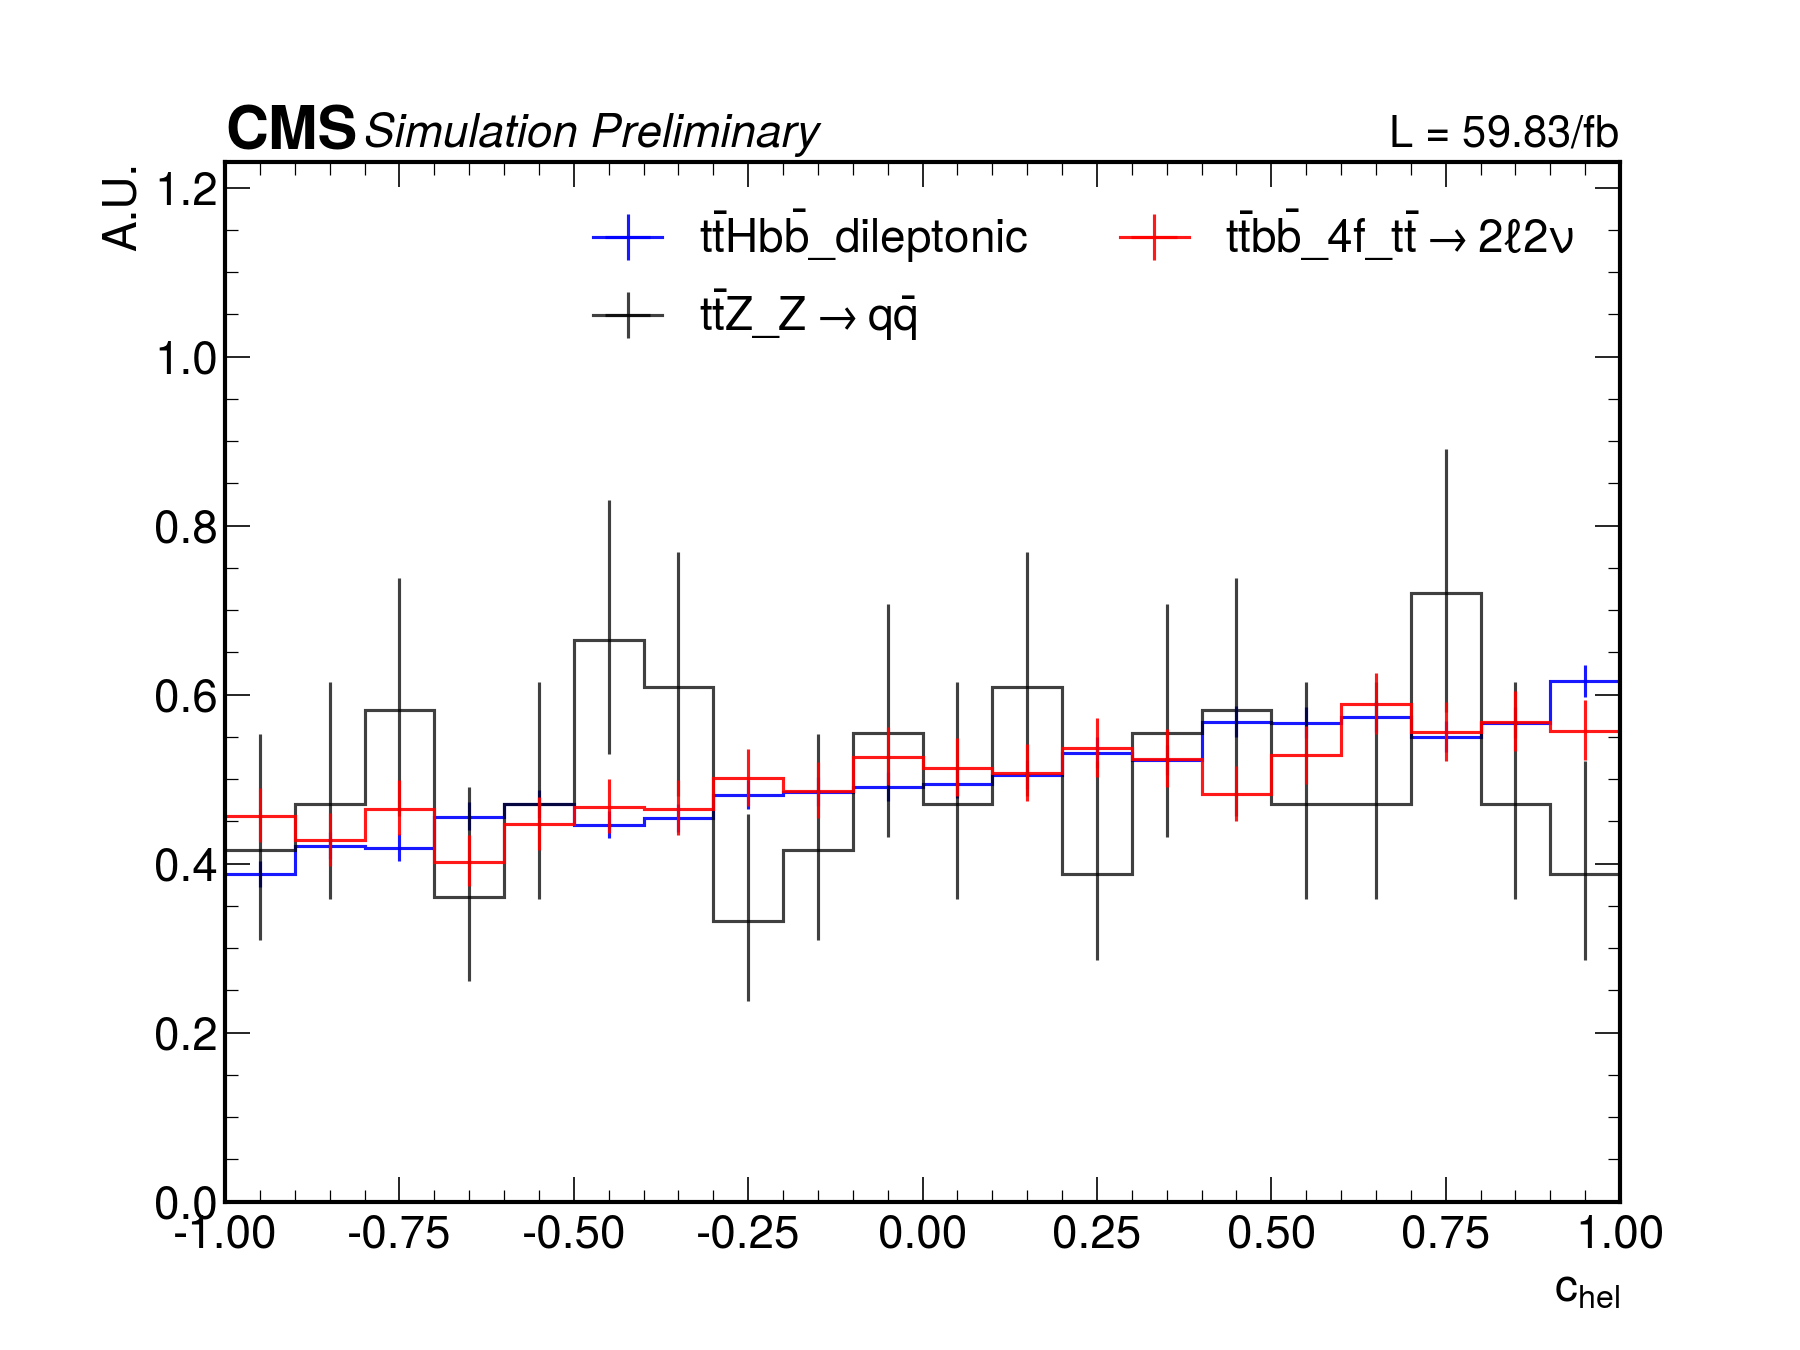 CMS Simulation Preliminary L = 59.83/fb
A.U.
tt̄Hbb̄_dileptonic tt̄bb̄_4f_tt̄ → 2ℓ2ν
tt̄Z_Z → qq̄
1.2
1.0
0.8
0.6
0.4
0.2
0.0
-1.00 -0.75 -0.50 -0.25 0.00 0.25 0.50 0.75 1.00
c_hel